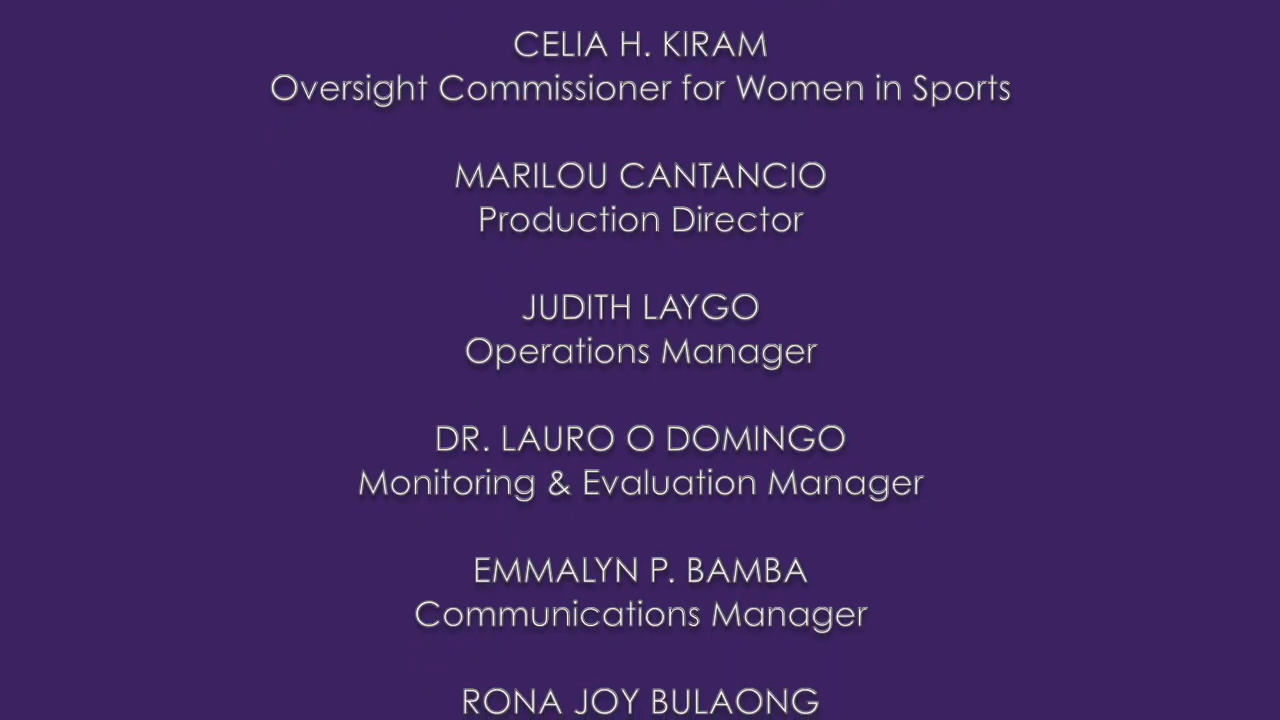 CELIA H. KIRAM
Oversight Commissioner for Women in Sports
MARILOU CANTANCIO
Production Director
JUDITH LAYGO
Operations Manager
DR. LAURO O DOMINGO
Monitoring & Evaluation Manager
EMMALYN P. BAMBA
Communications Manager
RONA JOY BULAONG